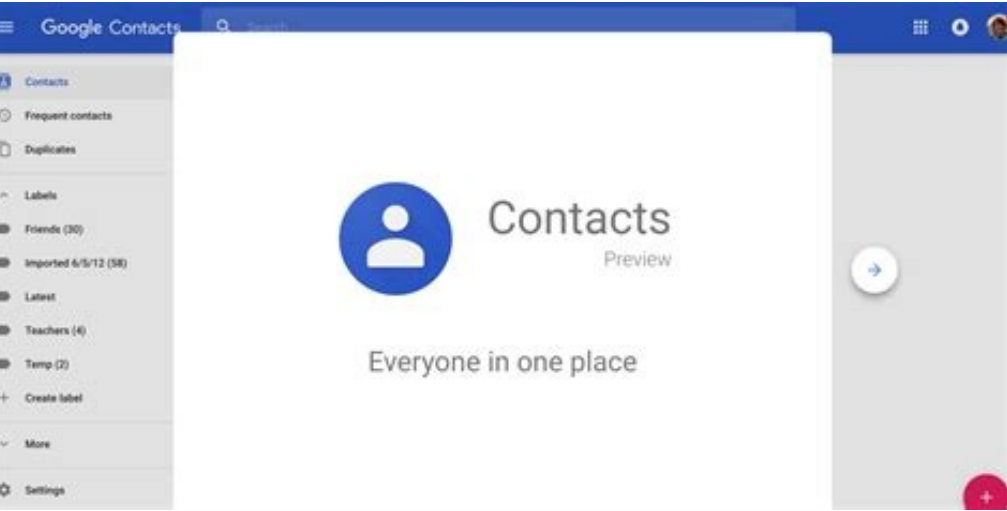 Google Contacts
Search
Contacts
Frequent contacts
Duplicates
Labels
Friends (30)
Imported 6/5/12 (58)
Latest
Teachers (4)
Temp (2)
Create label
More
Settings
Contacts
Preview
Everyone in one place